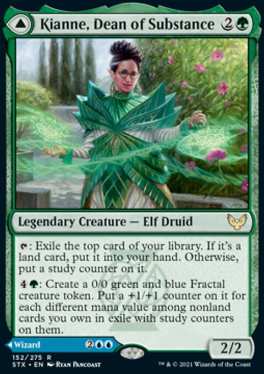 Kianne, Dean of Substance 2
Legendary Creature — Elf Druid
: Exile the top card of your library. If it's a
land card, put it into your hand. Otherwise,
put a study counter on it.
4 : Create a 0/0 green and blue Fractal
creature token. Put a +1/+1 counter on it for
each different mana value among nonland
cards you own in exile with study counters
on them.
Wizard 2
2/2
152/275 R
STX • EN RYAN PANCOAST
™ & © 2021 Wizards of the Coast